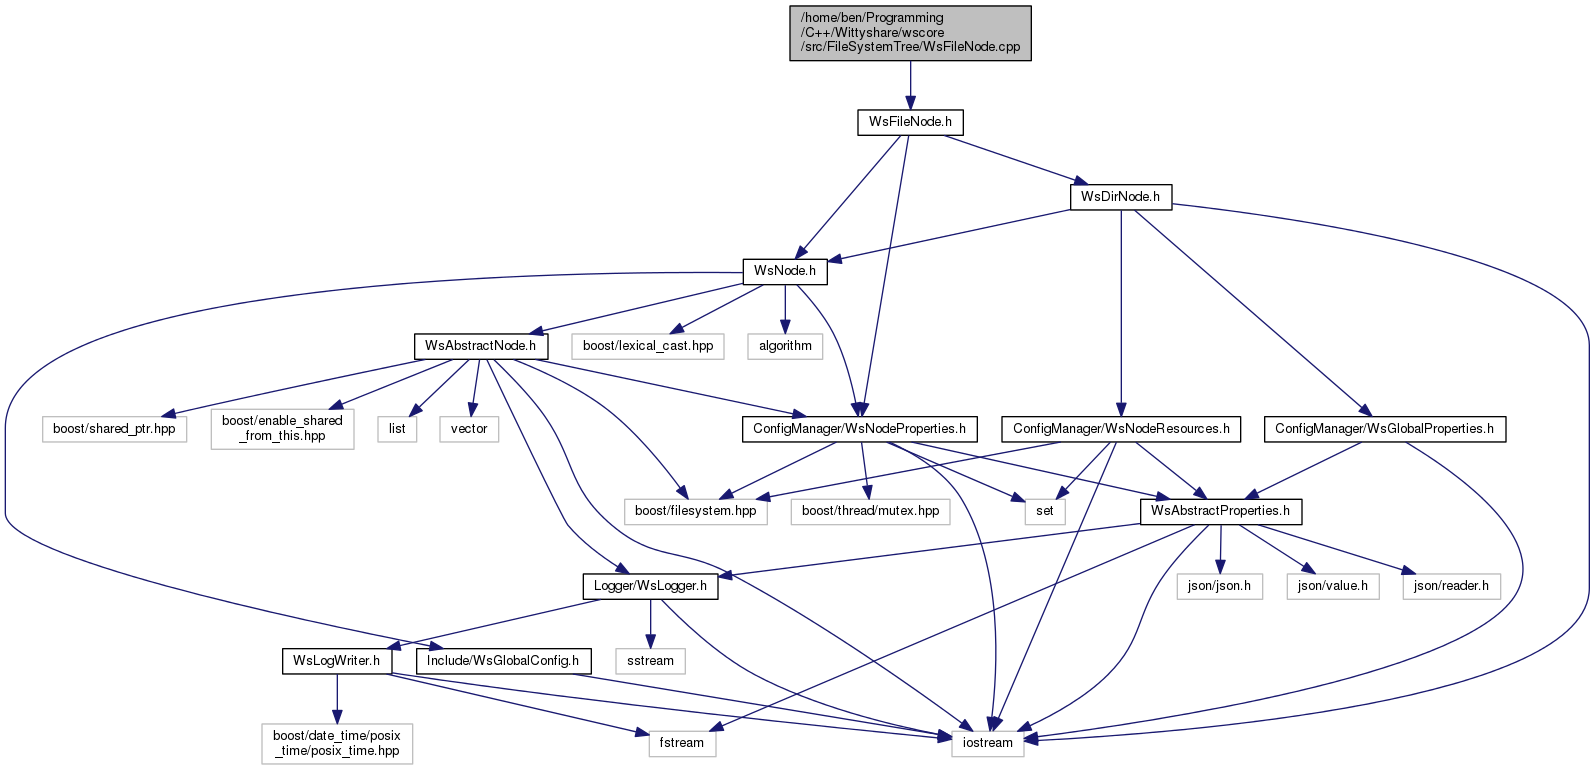 /home/ben/Programming
/C++/Wittyshare/wscore
/src/FileSystemTree/WsFileNode.cpp
WsFileNode.h
WsDirNode.h
WsNode.h
WsAbstractNode.h
boost/lexical_cast.hpp
algorithm
boost/shared_ptr.hpp
boost/enable_shared
_from_this.hpp
list
vector
ConfigManager/WsNodeProperties.h
ConfigManager/WsNodeResources.h
ConfigManager/WsGlobalProperties.h
boost/filesystem.hpp
boost/thread/mutex.hpp
set
WsAbstractProperties.h
Logger/WsLogger.h
json/json.h
json/value.h
json/reader.h
WsLogWriter.h
Include/WsGlobalConfig.h
sstream
boost/date_time/posix
_time/posix_time.hpp
fstream
iostream